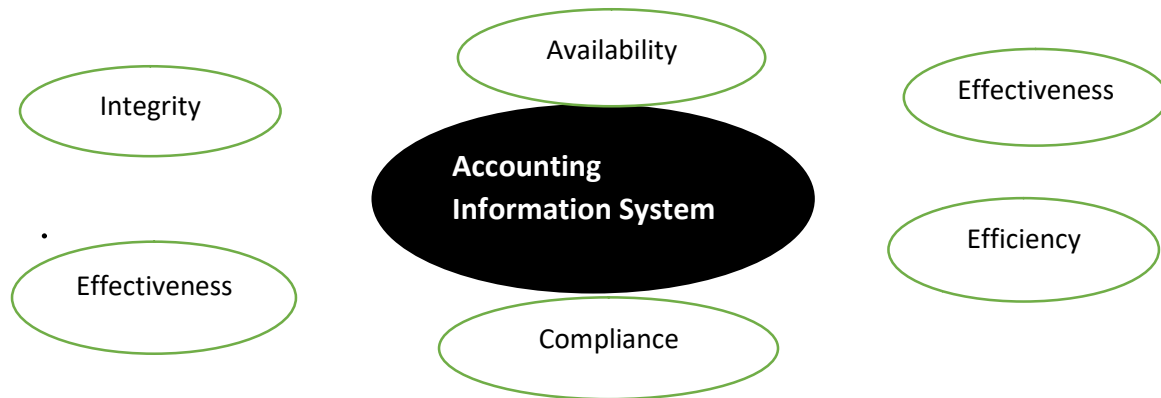 Availability
Integrity
Effectiveness
Accounting
Information System
Efficiency
Effectiveness
Compliance